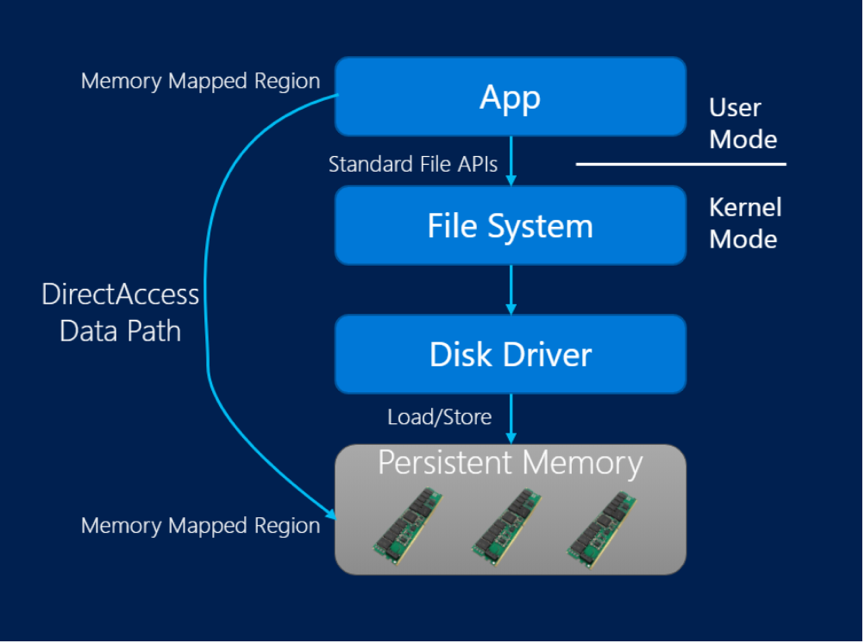 Memory Mapped Region
App
User
Mode
Standard File APIs
File System
Kernel
Mode
DirectAccess
Data Path
Disk Driver
Load/Store
Persistent Memory
Memory Mapped Region